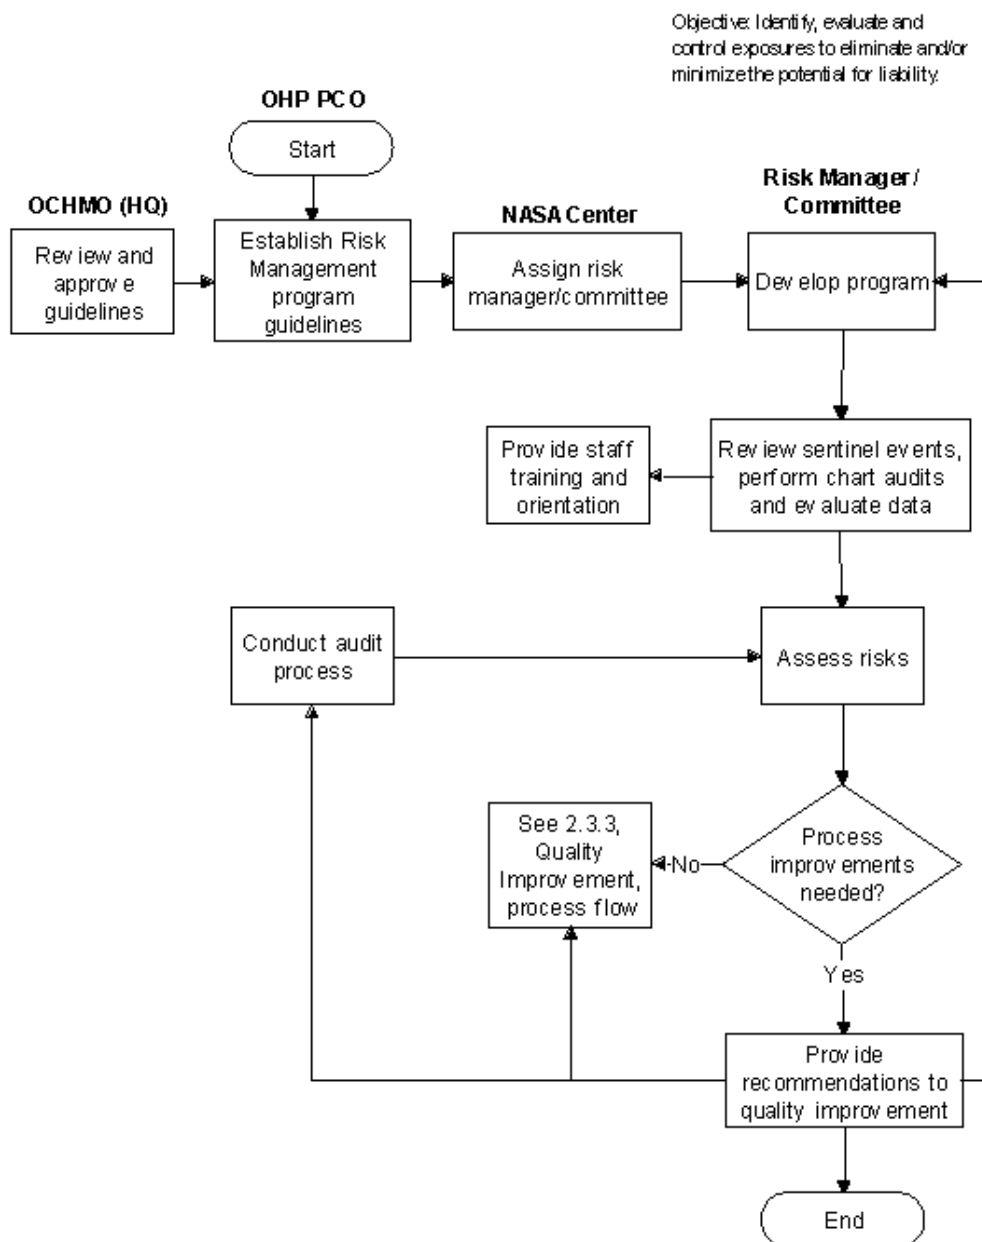 Objective: Identify, evaluate and
control exposures to eliminate and/or
minimize the potential for liability.
OHP PCO
Start
OCHMO (HQ)
Review and
approve
guidelines
Establish Risk
Management
program
guidelines
NASA Center
Assign risk
manager/committee
Risk Manager/
Committee
Develop program
Provide staff
training and
orientation
Review sentinel events,
perform chart audits
and evaluate data
Conduct audit
process
Assess risks
See 2.3.3,
Quality
Improvement,
process flow
No
Process
improvements
needed?
Yes
Provide
recommendations to
quality improvement
End